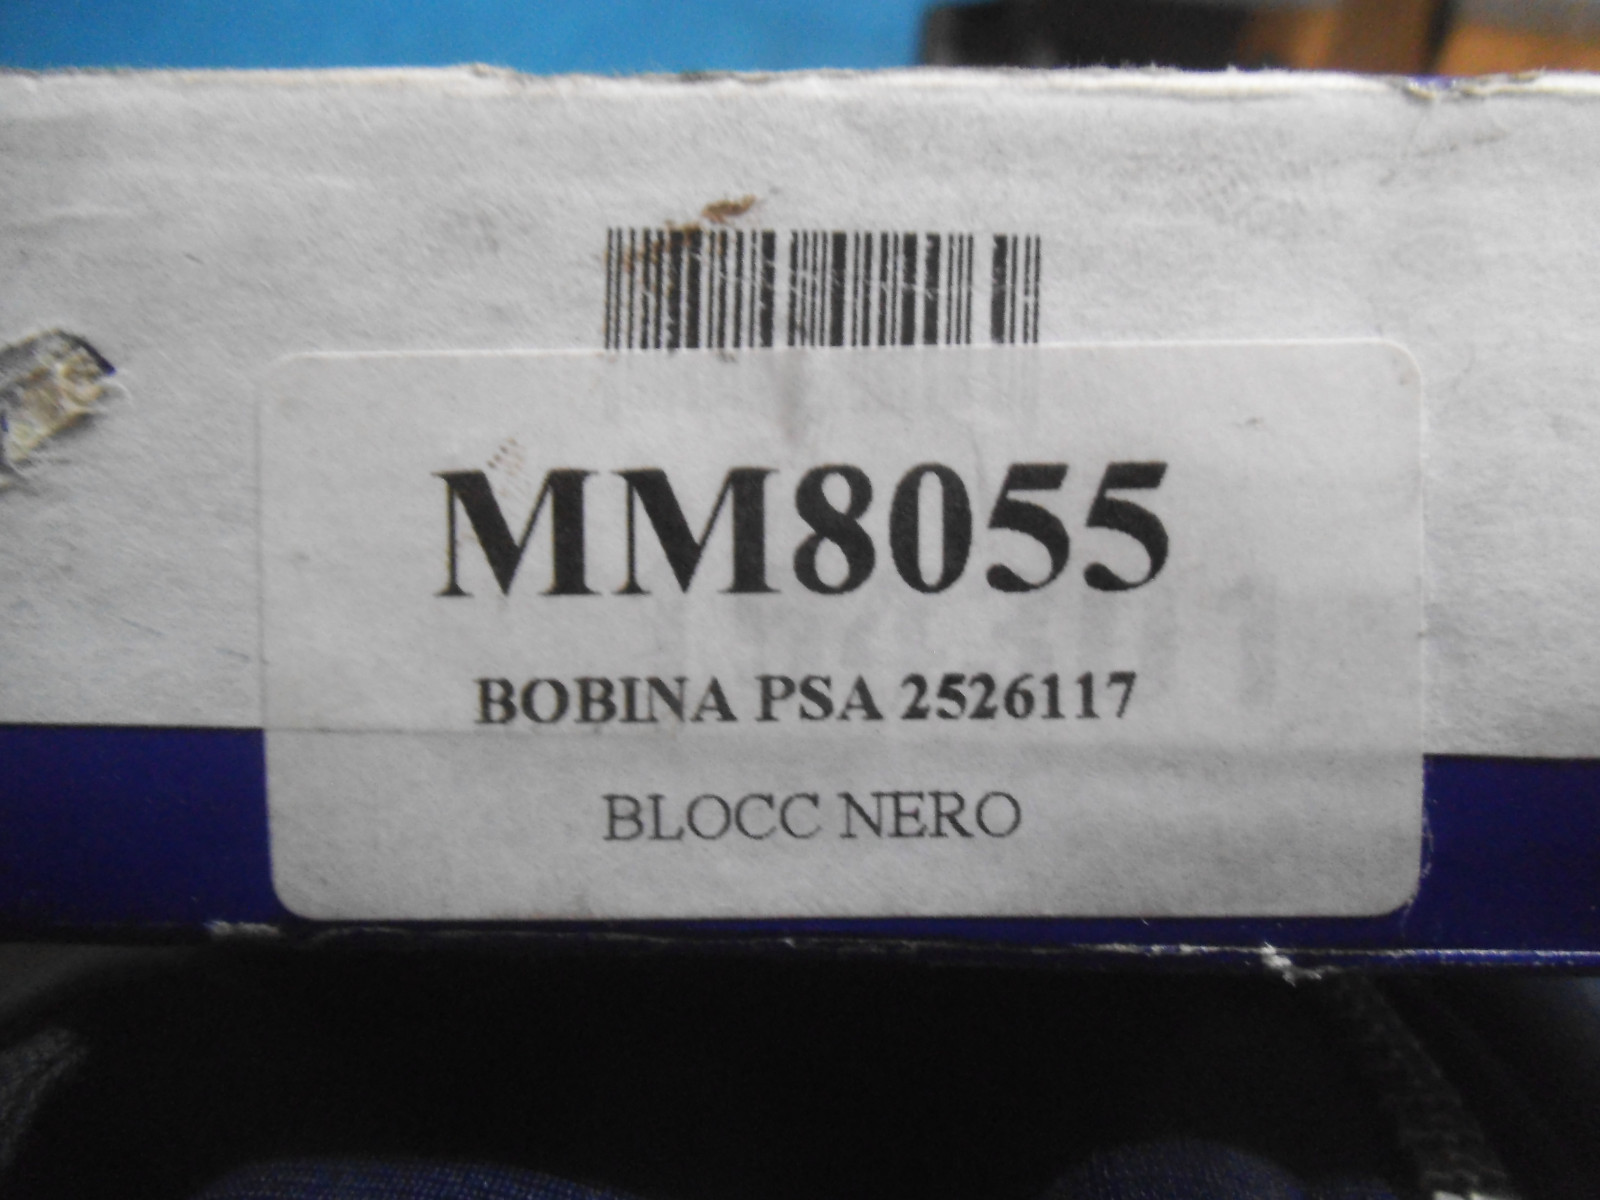 MM8055
BOBINA PSA 2526117
BLOCC NERO